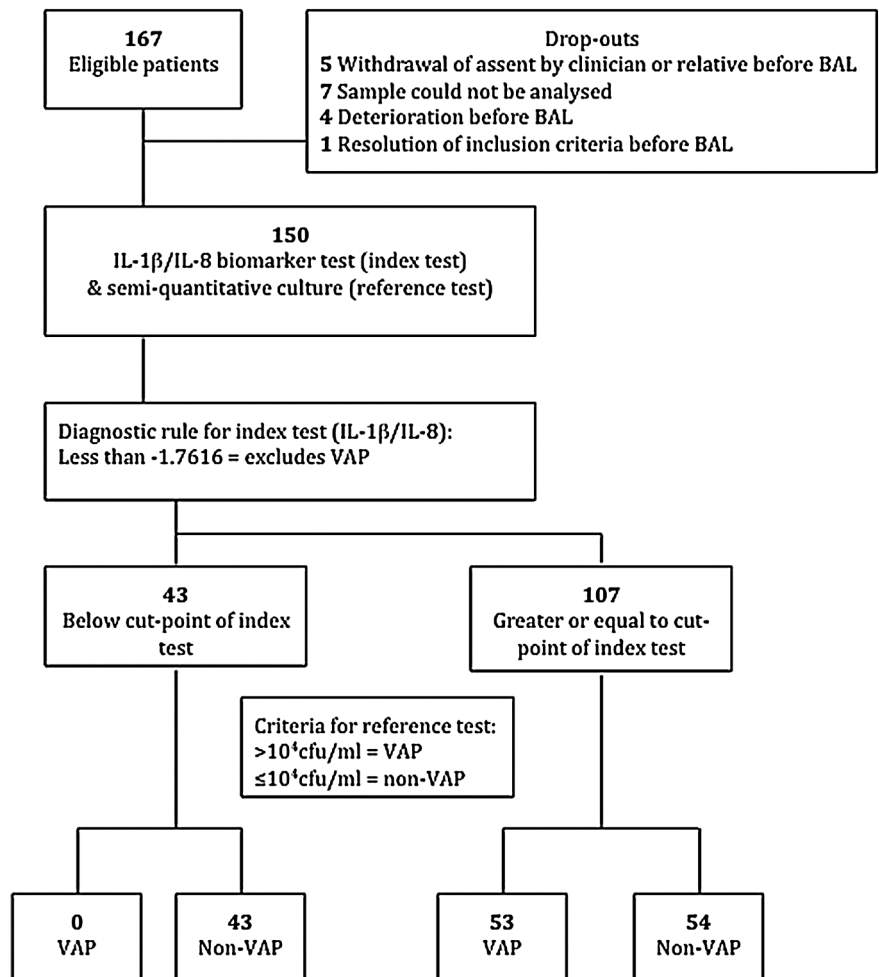 167
Eligible patients
Drop-outs
5 Withdrawal of assent by clinician or relative before BAL
7 Sample could not be analysed
4 Deterioration before BAL
1 Resolution of inclusion criteria before BAL
150
IL-1β/IL-8 biomarker test (index test)
& semi-quantitative culture (reference test)
Diagnostic rule for index test (IL-1β/IL-8):
Less than -1.7616 = excludes VAP
43
Below cut-point of index
test
107
Greater or equal to cut-
point of index test
Criteria for reference test:
>10⁴cfu/ml = VAP
≤10⁴cfu/ml = non-VAP
0
VAP
43
Non-VAP
53
VAP
54
Non-VAP